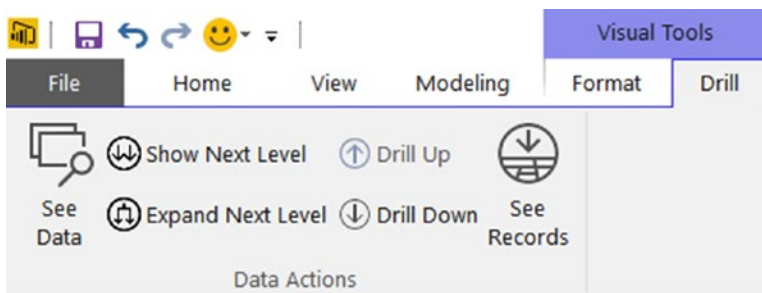 Visual Tools
File Home View Modeling Format Drill
Show Next Level Drill Up
See Data Expand Next Level Drill Down See Records
Data Actions